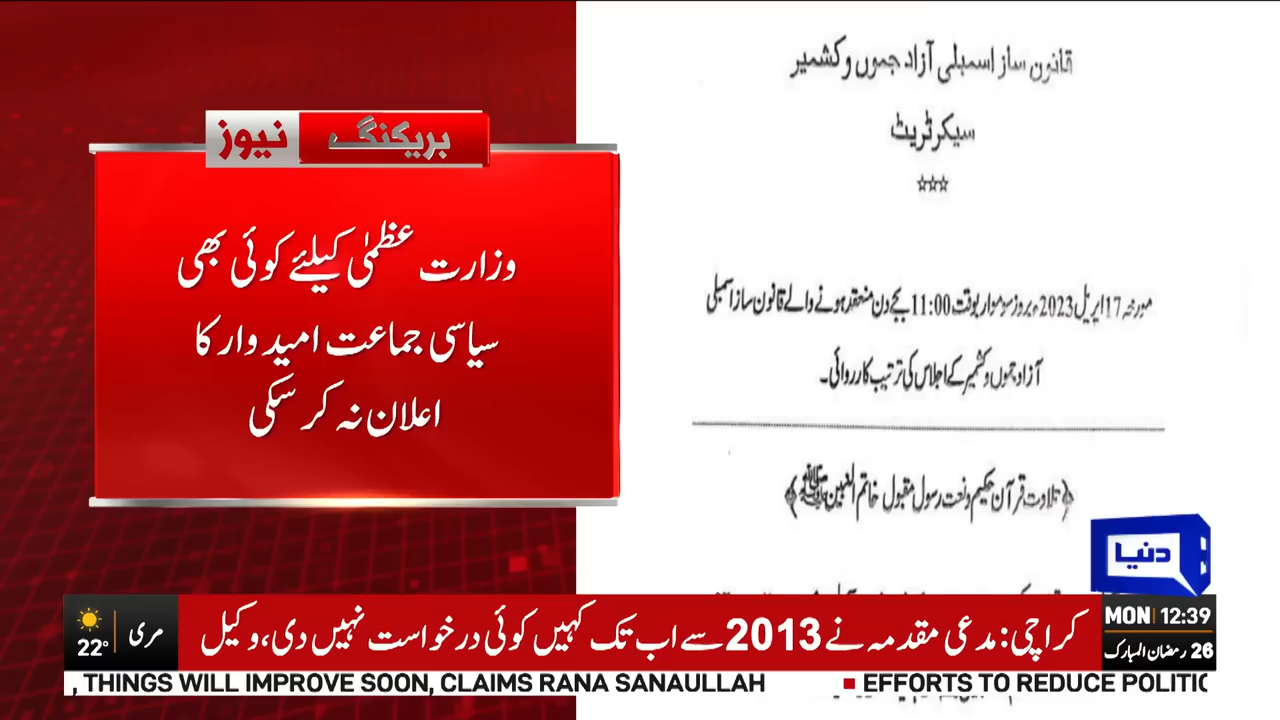 بریکنگ نیوز
وزارت عظمیٰ کیلئے کوئی بھی
سیاسی جماعت امیدوار کا
اعلان نہ کر سکی
قانون ساز اسمبلی آزاد جموں و کشمیر
سیکرٹریٹ
☆☆☆
مورخہ 17 اپریل 2023ء بروز سوموار بوقت 11:00 بجے دن منعقد ہونے والے قانون ساز اسمبلی
آزاد جموں و کشمیر کے اجلاس کی ترتیب کارروائی۔
﴿تلاوت قرآن حکیم و نعت رسول مقبول خاتم النبیین ﷺ﴾
دنیا
MON 12:39
26 رمضان المبارک
کراچی: مدعی مقدمہ نے 2013 سے اب تک کہیں کوئی درخواست نہیں دی، وکیل
مری
22°
, THINGS WILL IMPROVE SOON, CLAIMS RANA SANAULLAH ■ EFFORTS TO REDUCE POLITIC